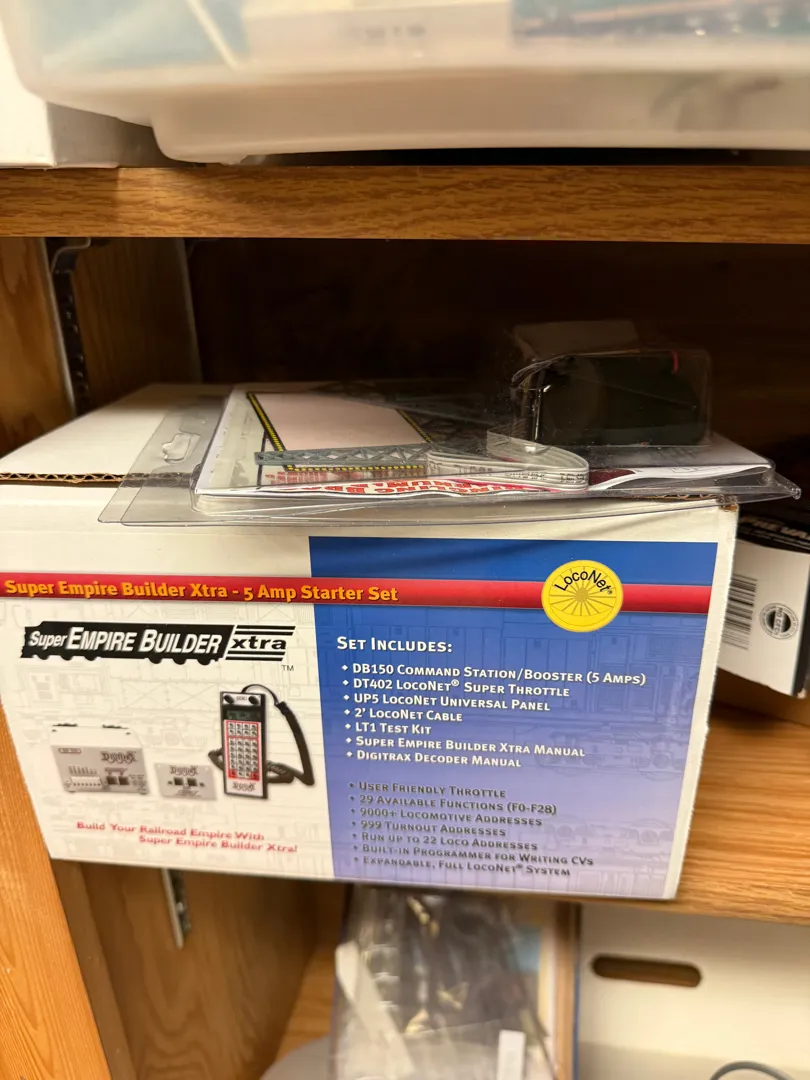 Super Empire Builder Xtra - 5 Amp Starter Set
LocoNet®
Super EMPIRE BUILDER xtra
TM
SET INCLUDES:
• DB150 COMMAND STATION/BOOSTER (5 AMPS)
• DT402 LOCONET® SUPER THROTTLE
• UP5 LOCONET UNIVERSAL PANEL
• 2' LOCONET CABLE
• LT1 TEST KIT
• SUPER EMPIRE BUILDER XTRA MANUAL
• DIGITRAX DECODER MANUAL
• USER FRIENDLY THROTTLE
• 29 AVAILABLE FUNCTIONS (F0-F28)
• 9000+ LOCOMOTIVE ADDRESSES
• 999 TURNOUT ADDRESSES
• RUN UP TO 22 LOCO ADDRESSES
• BUILT-IN PROGRAMMER FOR WRITING CVS
• EXPANDABLE, FULL LOCONET® SYSTEM
Build Your Railroad Empire With
Super Empire Builder Xtra!